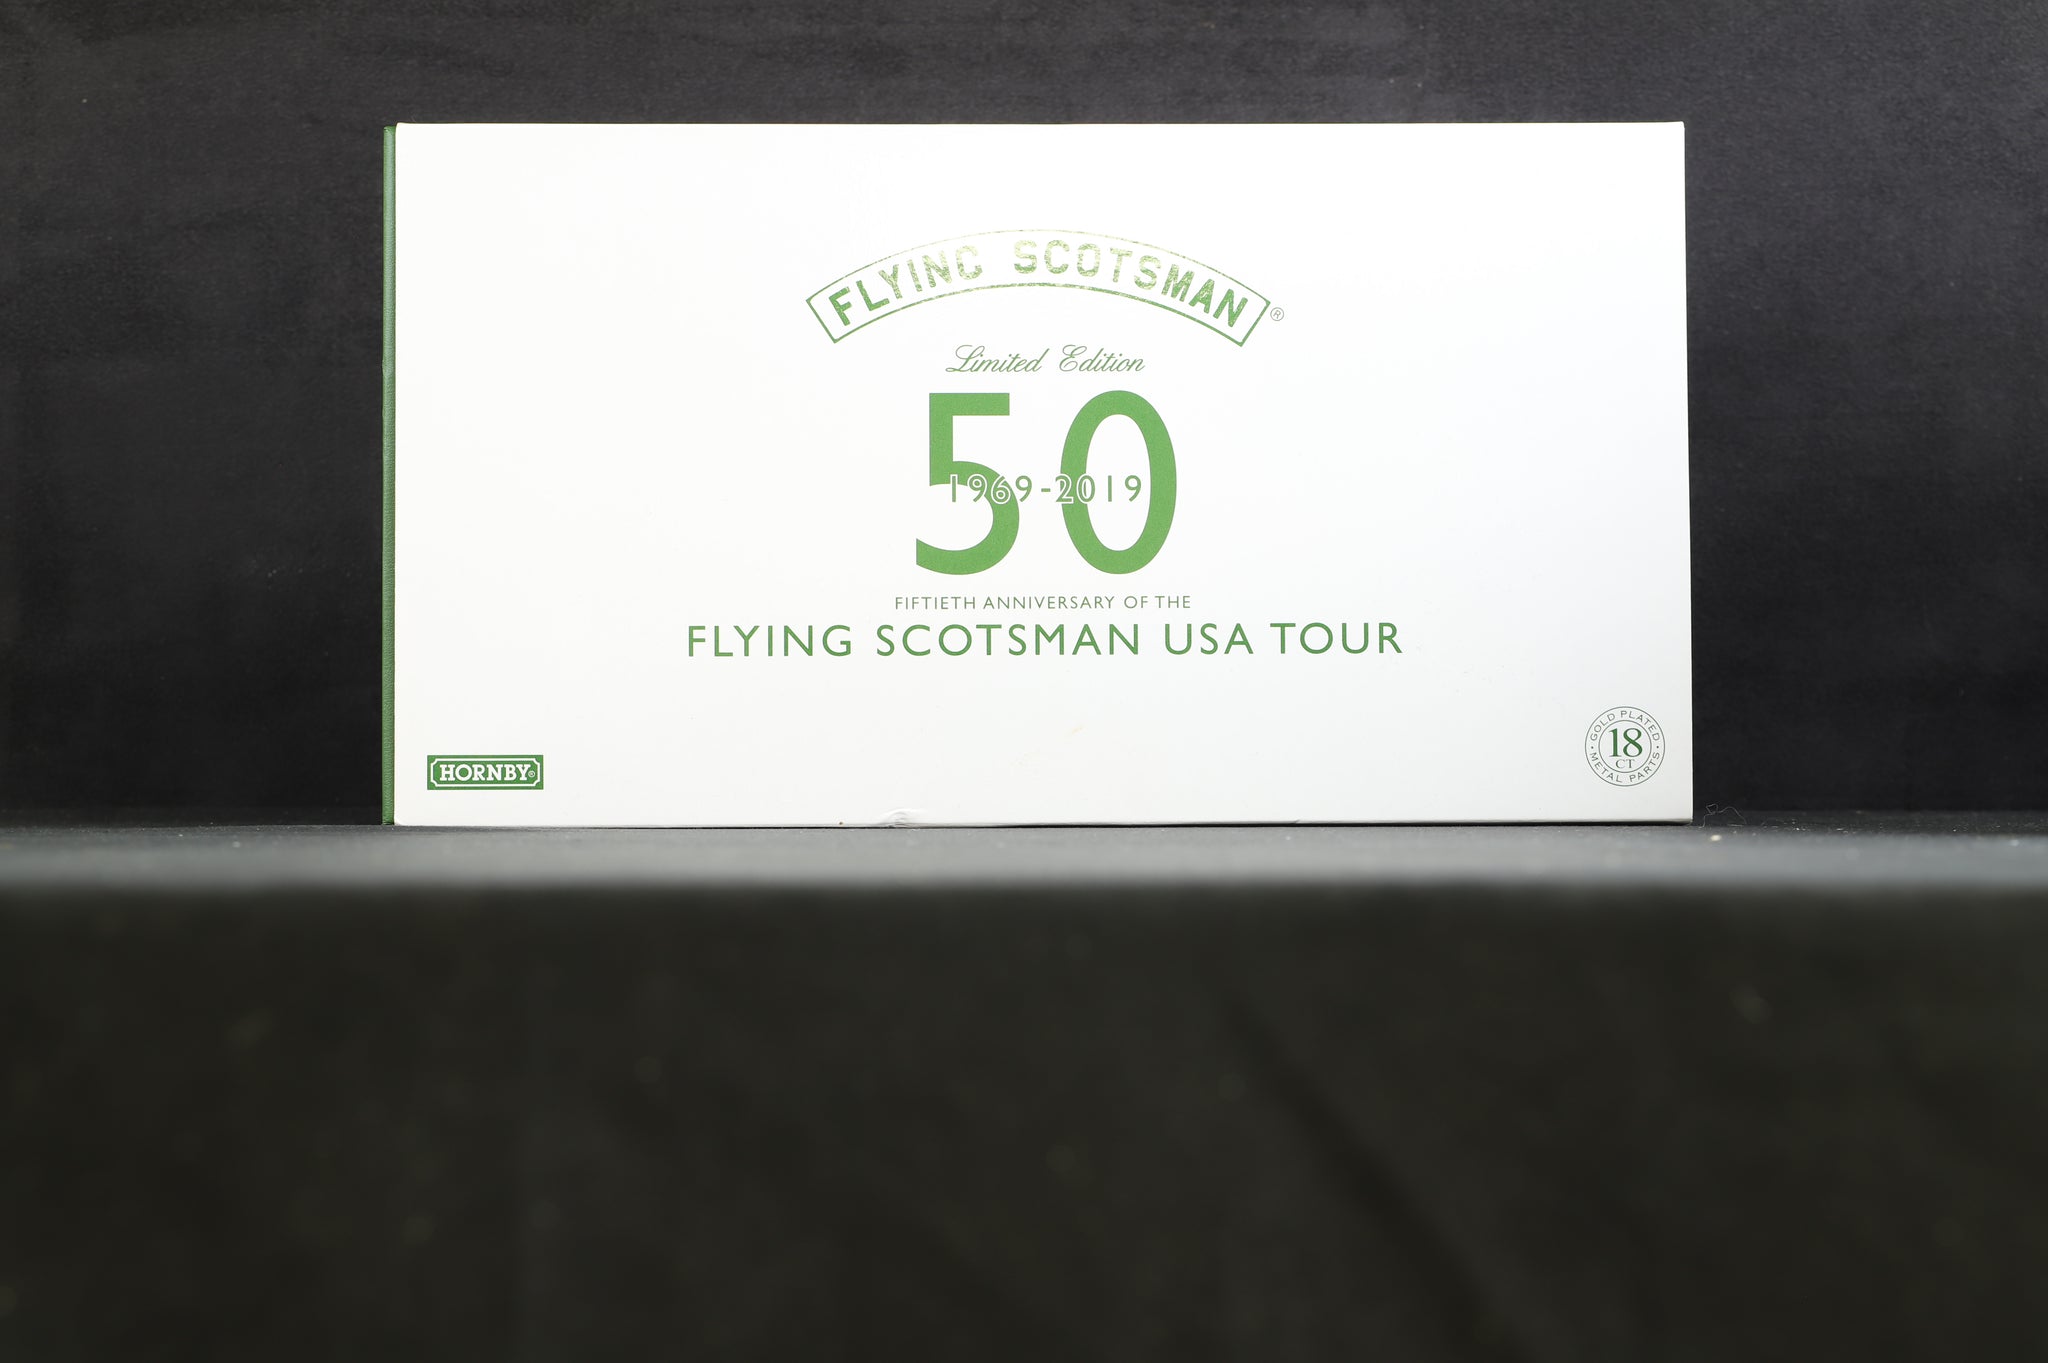 FLYING SCOTSMAN ®
Limited Edition
50
1969-2019
FIFTIETH ANNIVERSARY OF THE
FLYING SCOTSMAN USA TOUR
HORNBY®
· GOLD PLATED ·
18
CT
METAL PARTS